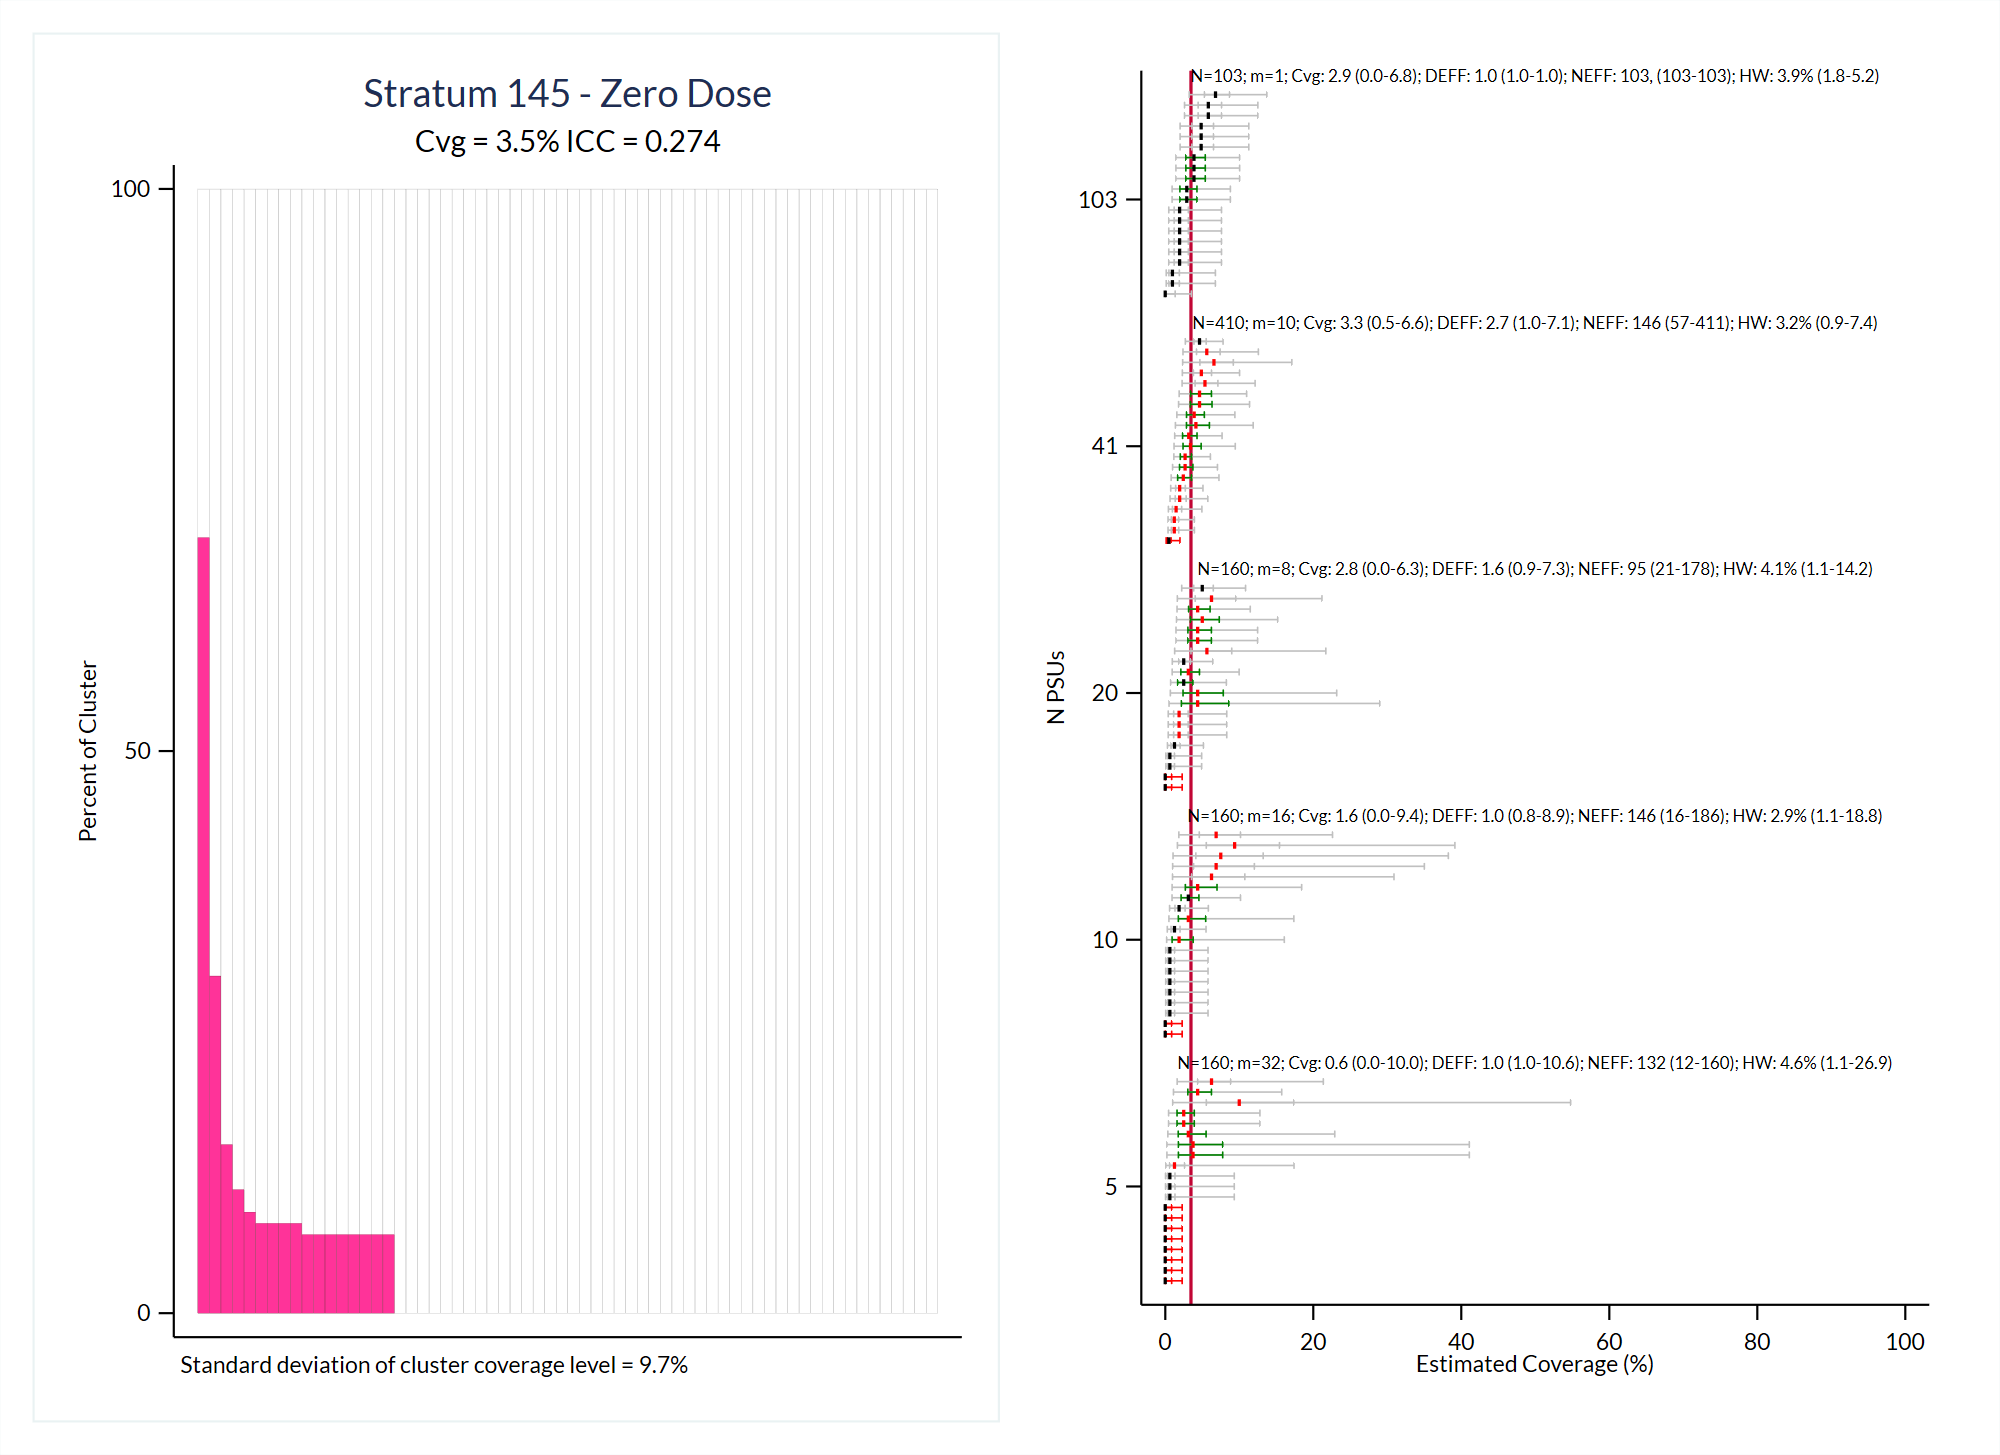 Stratum 145 - Zero Dose
Cvg = 3.5% ICC = 0.274
100
50
0
Percent of Cluster
Standard deviation of cluster coverage level = 9.7%
N=103; m=1; Cvg: 2.9 (0.0-6.8); DEFF: 1.0 (1.0-1.0); NEFF: 103, (103-103); HW: 3.9% (1.8-5.2)
103
N=410; m=10; Cvg: 3.3 (0.5-6.6); DEFF: 2.7 (1.0-7.1); NEFF: 146 (57-411); HW: 3.2% (0.9-7.4)
41
N=160; m=8; Cvg: 2.8 (0.0-6.3); DEFF: 1.6 (0.9-7.3); NEFF: 95 (21-178); HW: 4.1% (1.1-14.2)
N PSUs
20
N=160; m=16; Cvg: 1.6 (0.0-9.4); DEFF: 1.0 (0.8-8.9); NEFF: 146 (16-186); HW: 2.9% (1.1-18.8)
10
N=160; m=32; Cvg: 0.6 (0.0-10.0); DEFF: 1.0 (1.0-10.6); NEFF: 132 (12-160); HW: 4.6% (1.1-26.9)
5
0 20 40 60 80 100
Estimated Coverage (%)